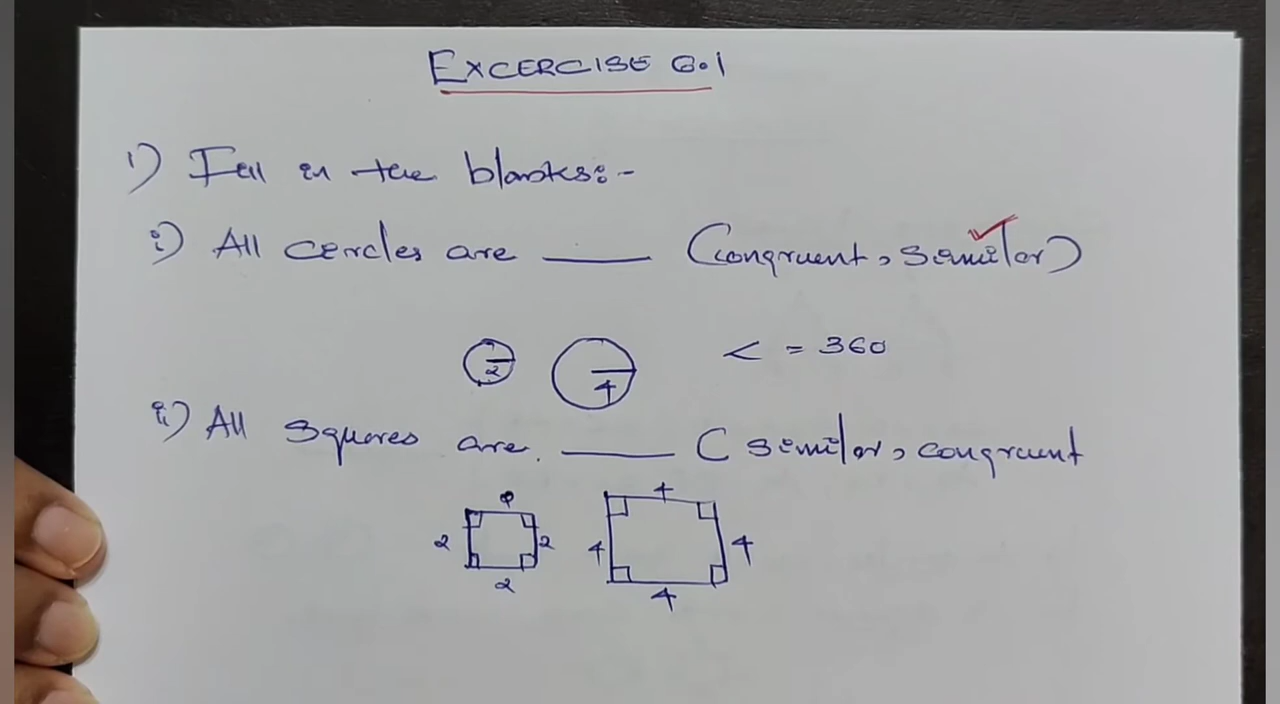 EXCERCISE 6.1
1) Fill in the blanks:-
i) All circles are ____ (congruent, similar)
2 4 < = 360
ii) All squares are. ____ ( similar, congruent
2 4
2 2 4 4
2 4